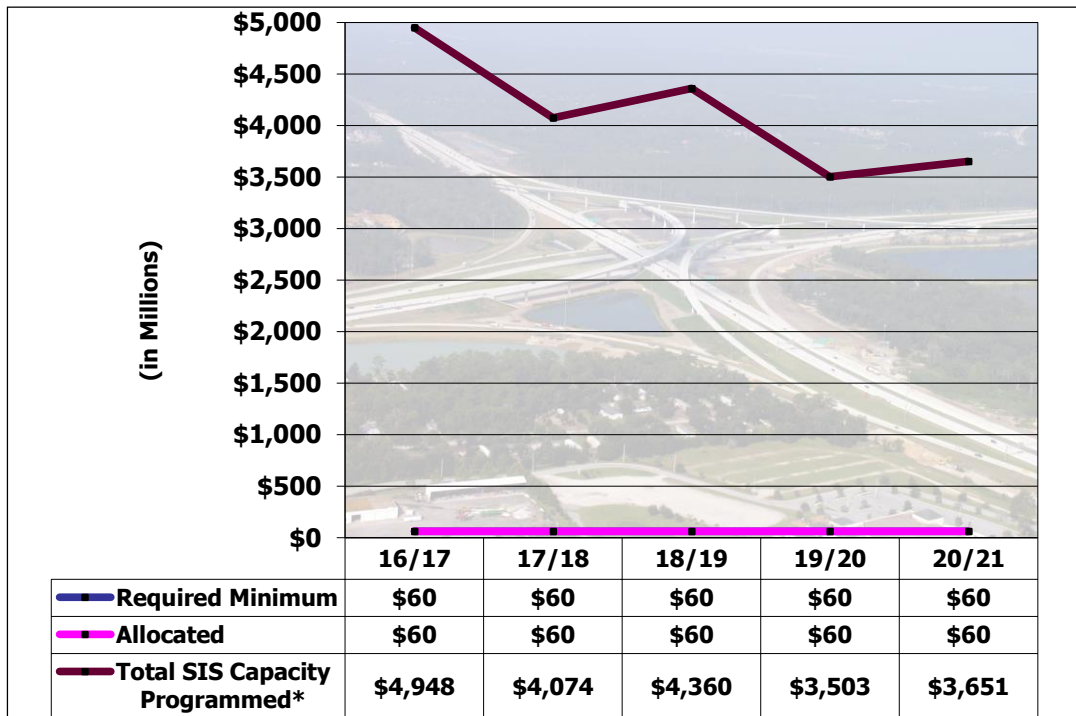 $5,000
$4,500
$4,000
$3,500
$3,000
$2,500
$2,000
$1,500
$1,000
$500
$0
(in Millions)
16/17 17/18 18/19 19/20 20/21
Required Minimum $60 $60 $60 $60 $60
Allocated $60 $60 $60 $60 $60
Total SIS Capacity
Programmed* $4,948 $4,074 $4,360 $3,503 $3,651